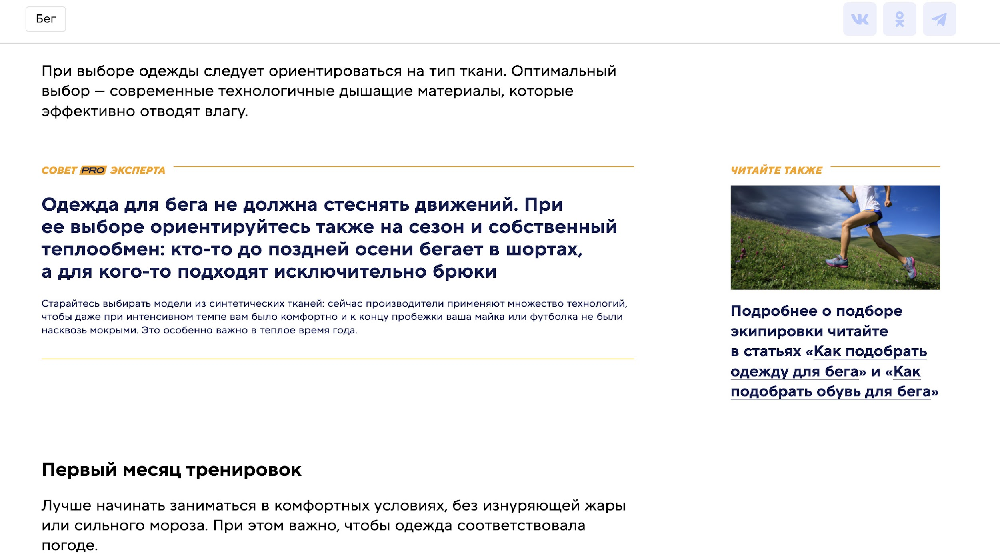 Бег
При выборе одежды следует ориентироваться на тип ткани. Оптимальный
выбор — современные технологичные дышащие материалы, которые
эффективно отводят влагу.
СОВЕТ PRO ЭКСПЕРТА
Одежда для бега не должна стеснять движений. При
ее выборе ориентируйтесь также на сезон и собственный
теплообмен: кто-то до поздней осени бегает в шортах,
а для кого-то подходят исключительно брюки
Старайтесь выбирать модели из синтетических тканей: сейчас производители применяют множество технологий,
чтобы даже при интенсивном темпе вам было комфортно и к концу пробежки ваша майка или футболка не были
насквозь мокрыми. Это особенно важно в теплое время года.
ЧИТАЙТЕ ТАКЖЕ
Подробнее о подборе
экипировки читайте
в статьях «Как подобрать
одежду для бега» и «Как
подобрать обувь для бега»
Первый месяц тренировок
Лучше начинать заниматься в комфортных условиях, без изнуряющей жары
или сильного мороза. При этом важно, чтобы одежда соответствовала
погоде.